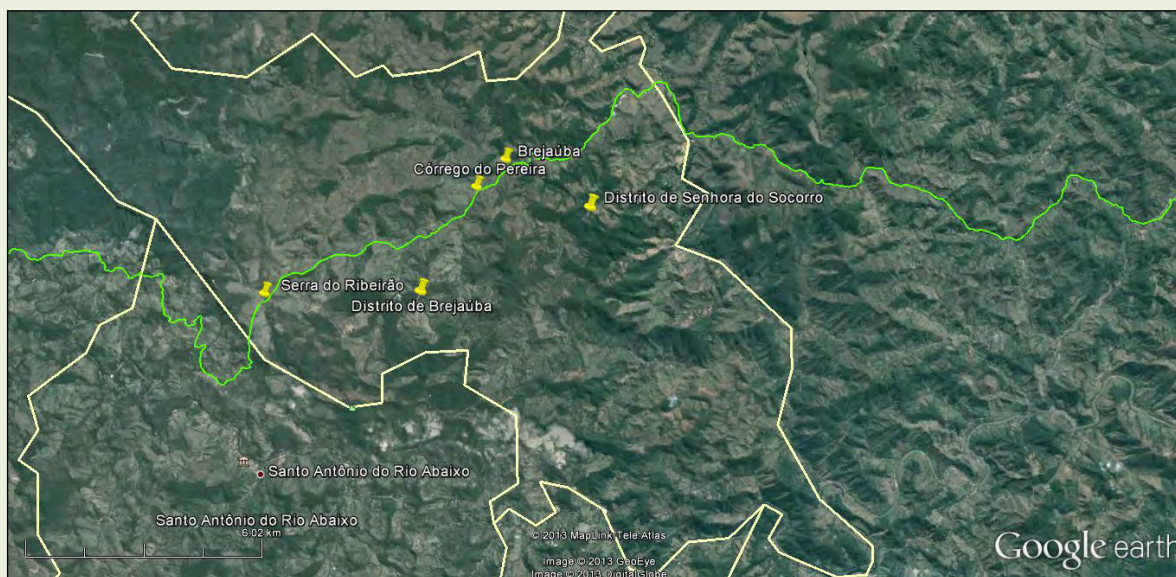 Brejaúba
Córrego do Pereira
Distrito de Senhora do Socorro
Serra do Ribeirão
Distrito de Brejaúba
Santo Antônio do Rio Abaixo
Santo Antônio do Rio Abaixo
6.02 km
© 2013 MapLink Tele Atlas
Image © 2013 GeoEye
Image © 2013 DigitalGlobe
Google earth